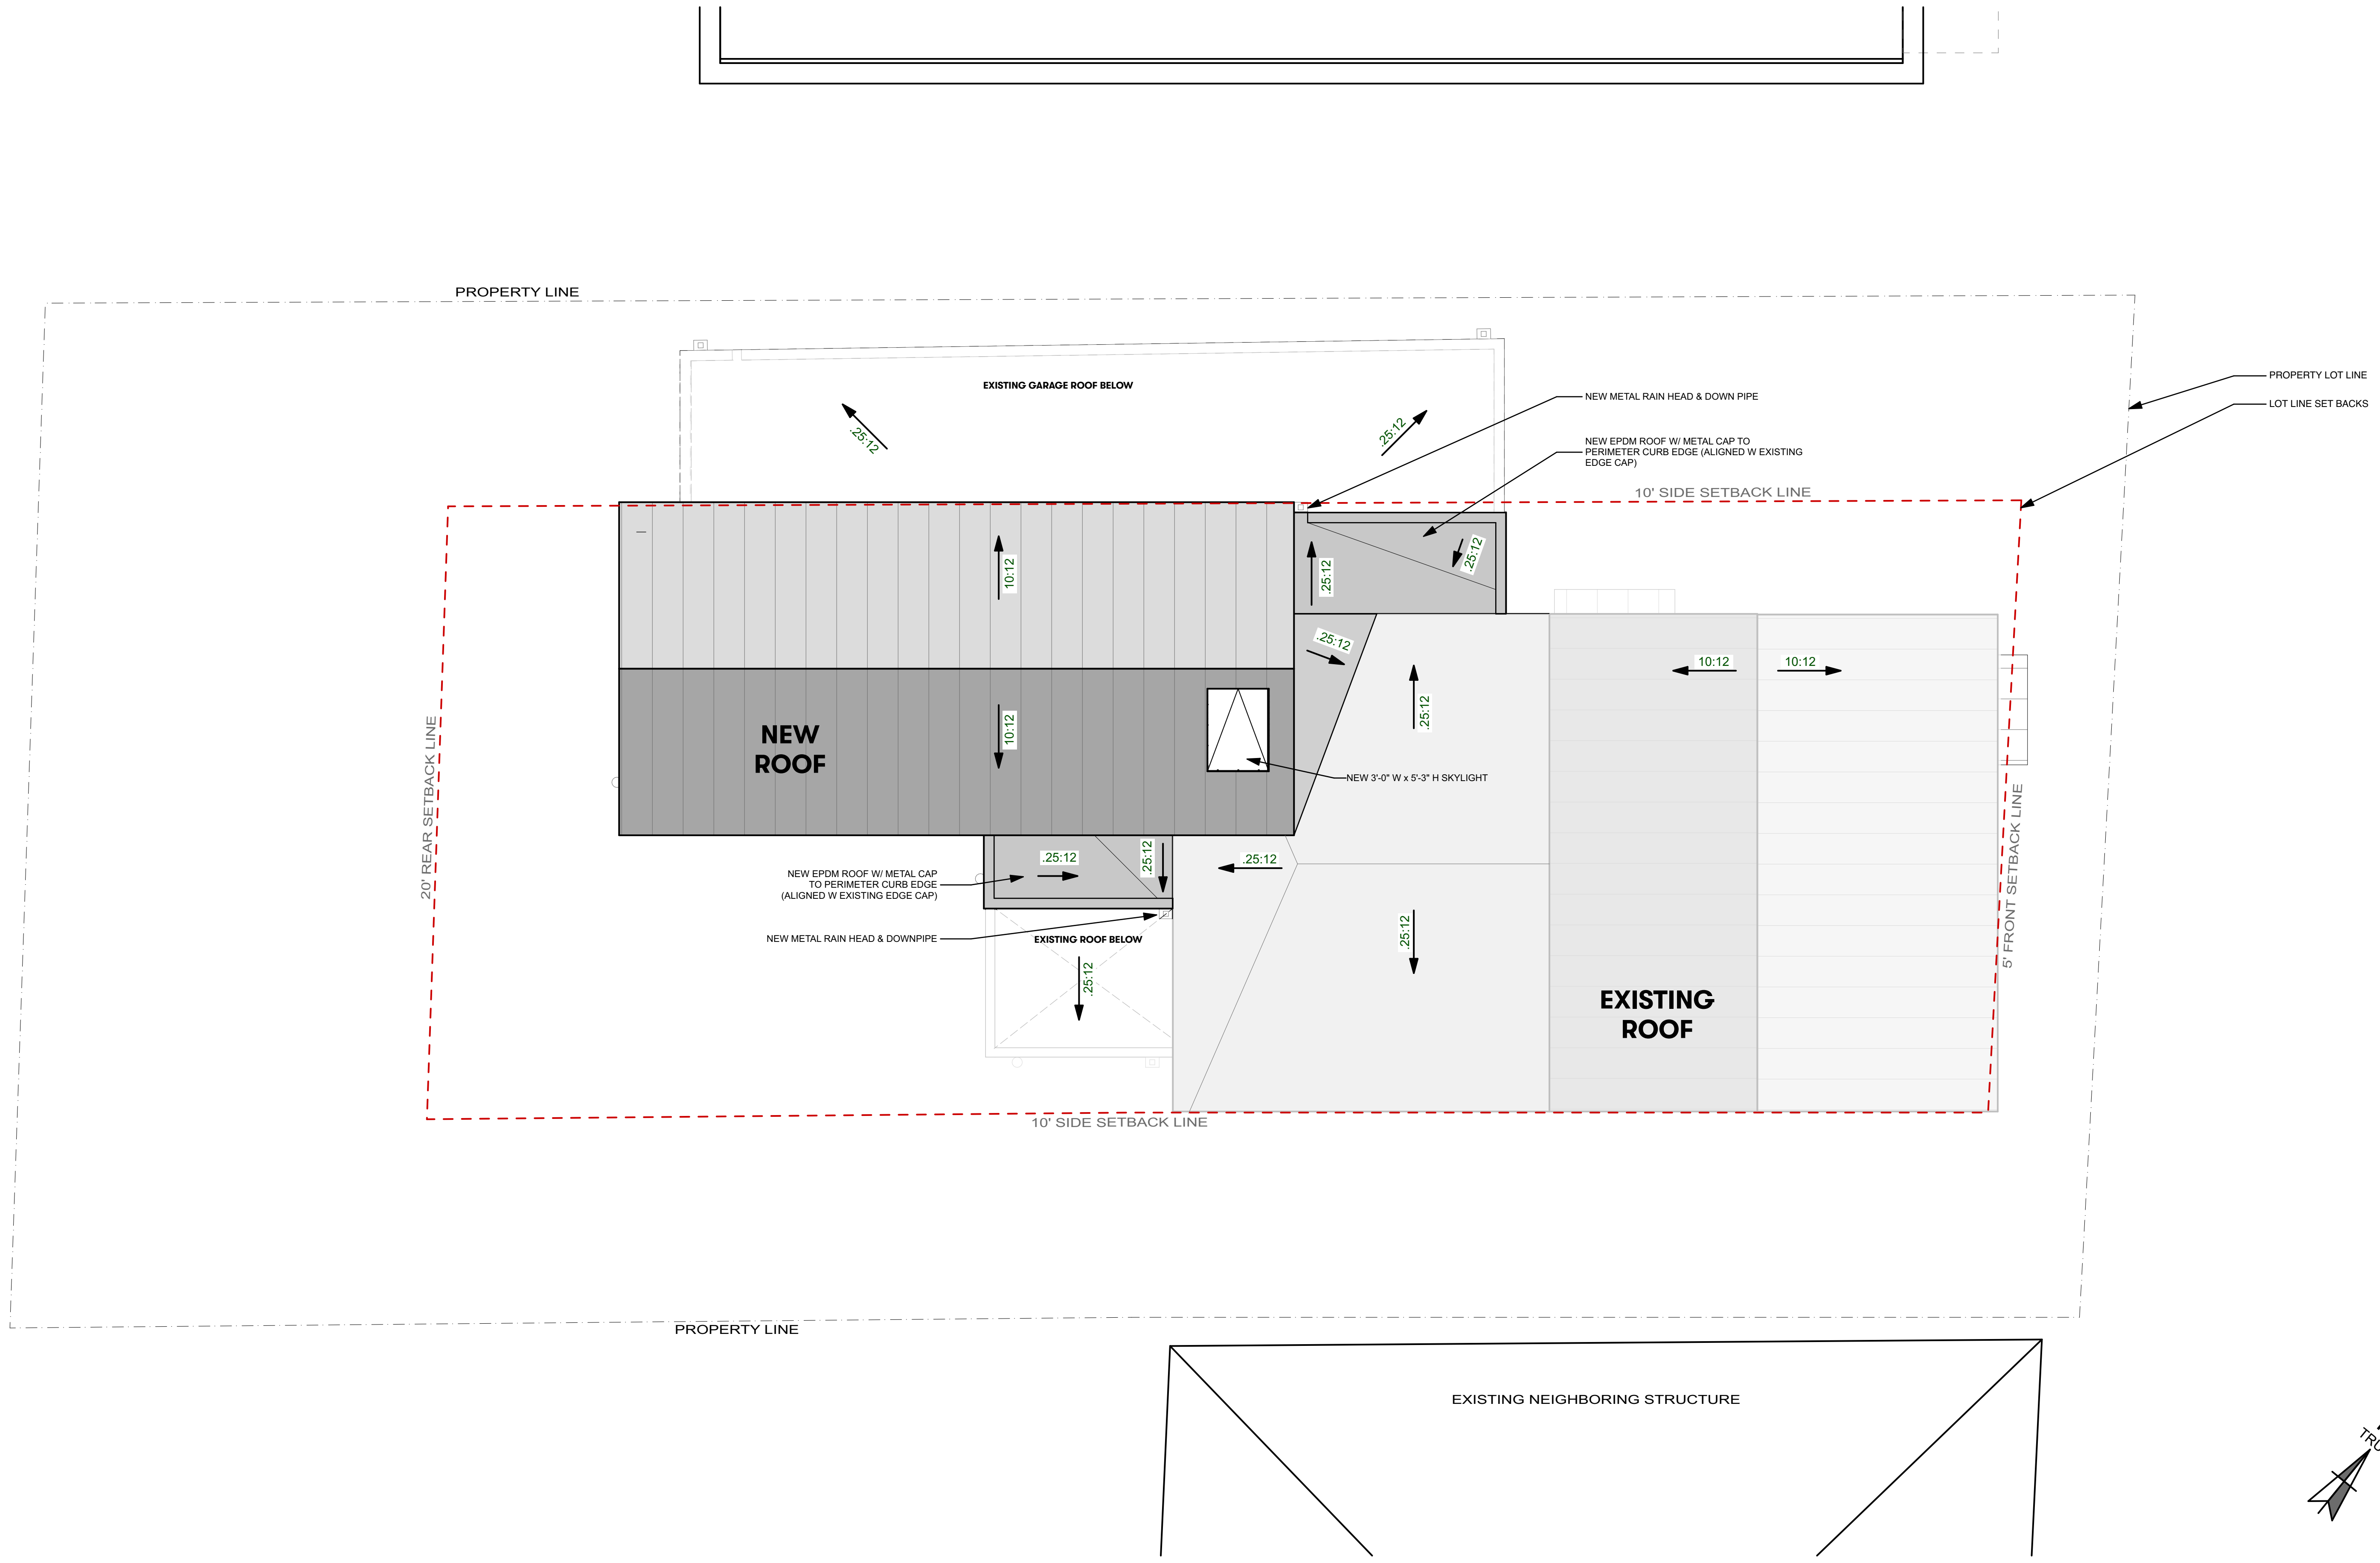 PROPERTY LINE
PROPERTY LOT LINE
EXISTING GARAGE ROOF BELOW
NEW METAL RAIN HEAD & DOWN PIPE
LOT LINE SET BACKS
.25:12
.25:12
NEW EPDM ROOF W/ METAL CAP TO
PERIMETER CURB EDGE (ALIGNED W EXISTING
EDGE CAP)
10' SIDE SETBACK LINE
10:12
.25:12
.25:12
.25:12
10:12
10:12
.25:12
10:12
NEW
ROOF
NEW 3'-0" W x 5'-3" H SKYLIGHT
20' REAR SETBACK LINE
5' FRONT SETBACK LINE
.25:12
.25:12
.25:12
NEW EPDM ROOF W/ METAL CAP
TO PERIMETER CURB EDGE
(ALIGNED W EXISTING EDGE CAP)
NEW METAL RAIN HEAD & DOWNPIPE
EXISTING ROOF BELOW
.25:12
.25:12
EXISTING
ROOF
10' SIDE SETBACK LINE
PROPERTY LINE
EXISTING NEIGHBORING STRUCTURE